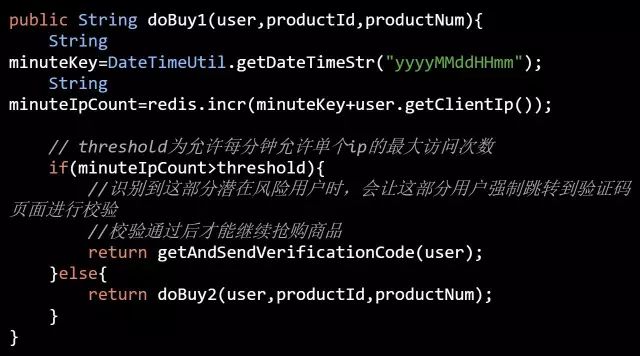 public String doBuy1(user,productId,productNum){
    String
minuteKey=DateTimeUtil.getDateTimeStr("yyyyMMddHHmm");
    String
minuteIpCount=redis.incr(minuteKey+user.getClientIp());
    // threshold为允许每分钟允许单个ip的最大访问次数
    if(minuteIpCount>threshold){
        //识别到这部分潜在风险用户时，会让这部分用户强制跳转到验证码
页面进行校验
        //校验通过后才能继续抢购商品
        return getAndSendVerificationCode(user);
    }else{
        return doBuy2(user,productId,productNum);
    }
}